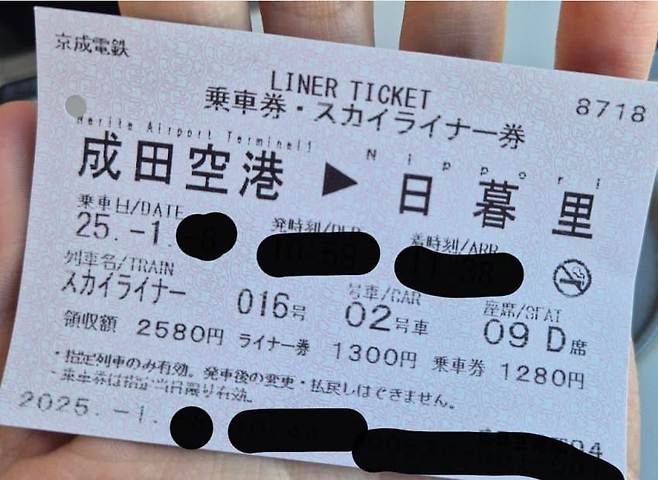 京成電鉄
LINER TICKET
8718
乗車券・スカイライナー券
Narita Airport Terminal1 Nippori
成田空港 ▶ 日暮里
乗車日/DATE 発時刻/DEP 着時刻/ARR
25.-1.
列車名/TRAIN 号車/CAR 座席/SEAT
スカイライナー 016号 02号車 09 D席
領収額 2580円 ライナー券 1300円 乗車券 1280円
・指定列車のみ有効。発車後の変更・払戻しはできません。
・乗車券は指定当日限り有効。
2025.-1.